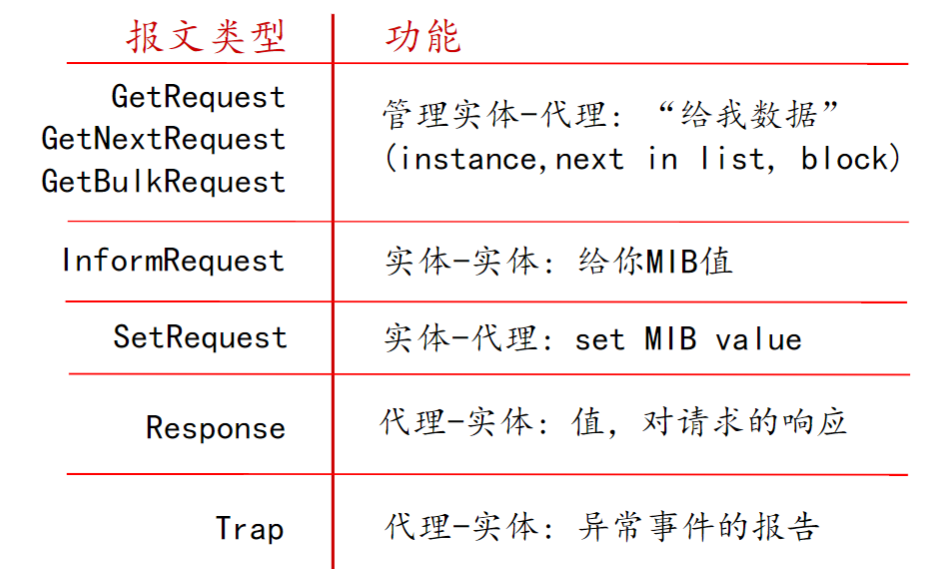 报文类型 功能
GetRequest
GetNextRequest
GetBulkRequest
管理实体-代理：“给我数据”
(instance,next in list, block)
InformRequest 实体-实体：给你MIB值
SetRequest 实体-代理：set MIB value
Response 代理-实体：值，对请求的响应
Trap 代理-实体：异常事件的报告